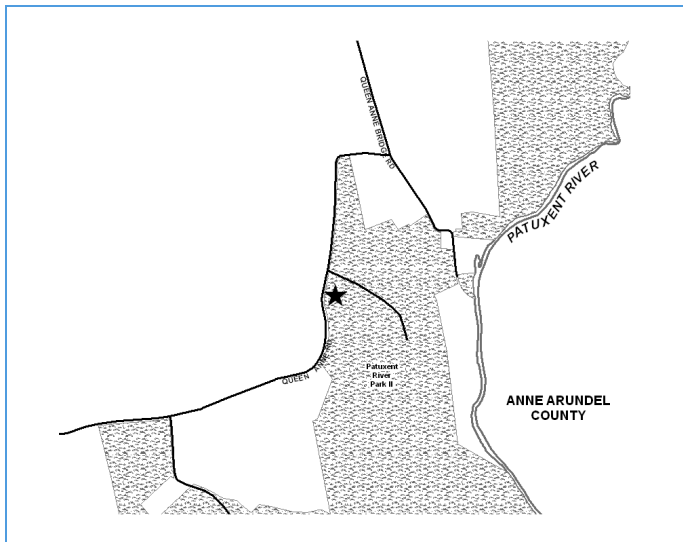 QUEEN ANNE BRIDGE RD
PATUXENT RIVER
QUEEN
Patuxent
River
Park II
ANNE ARUNDEL
COUNTY